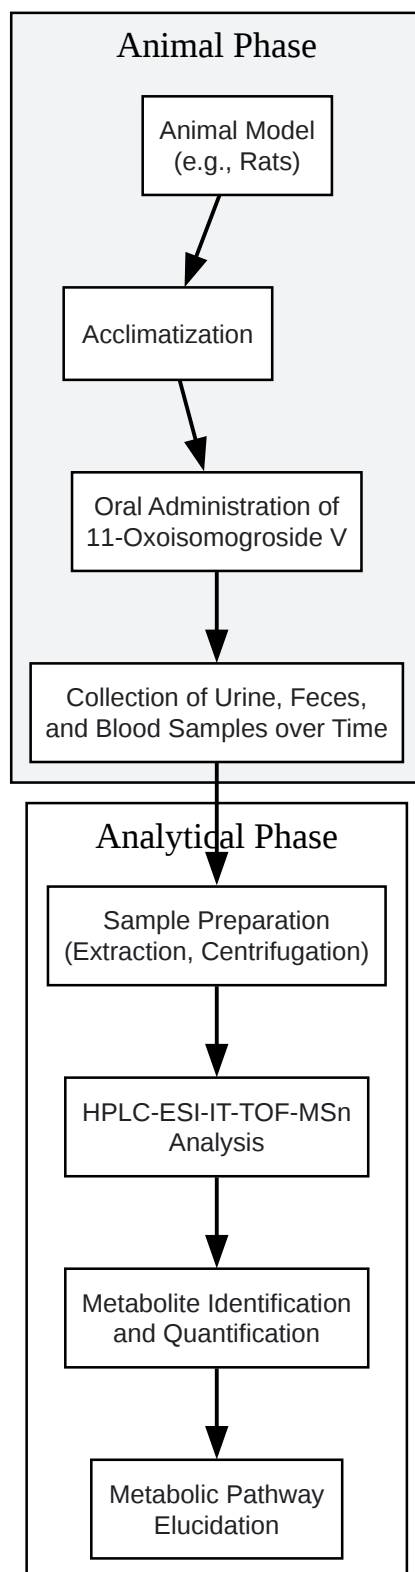 Animal Phase
Animal Model
(e.g., Rats)
Acclimatization
Oral Administration of
11-Oxoisomogroside V
Collection of Urine, Feces,
and Blood Samples over Time
Analytical Phase
Sample Preparation
(Extraction, Centrifugation)
HPLC-ESI-IT-TOF-MSn
Analysis
Metabolite Identification
and Quantification
Metabolic Pathway
Elucidation